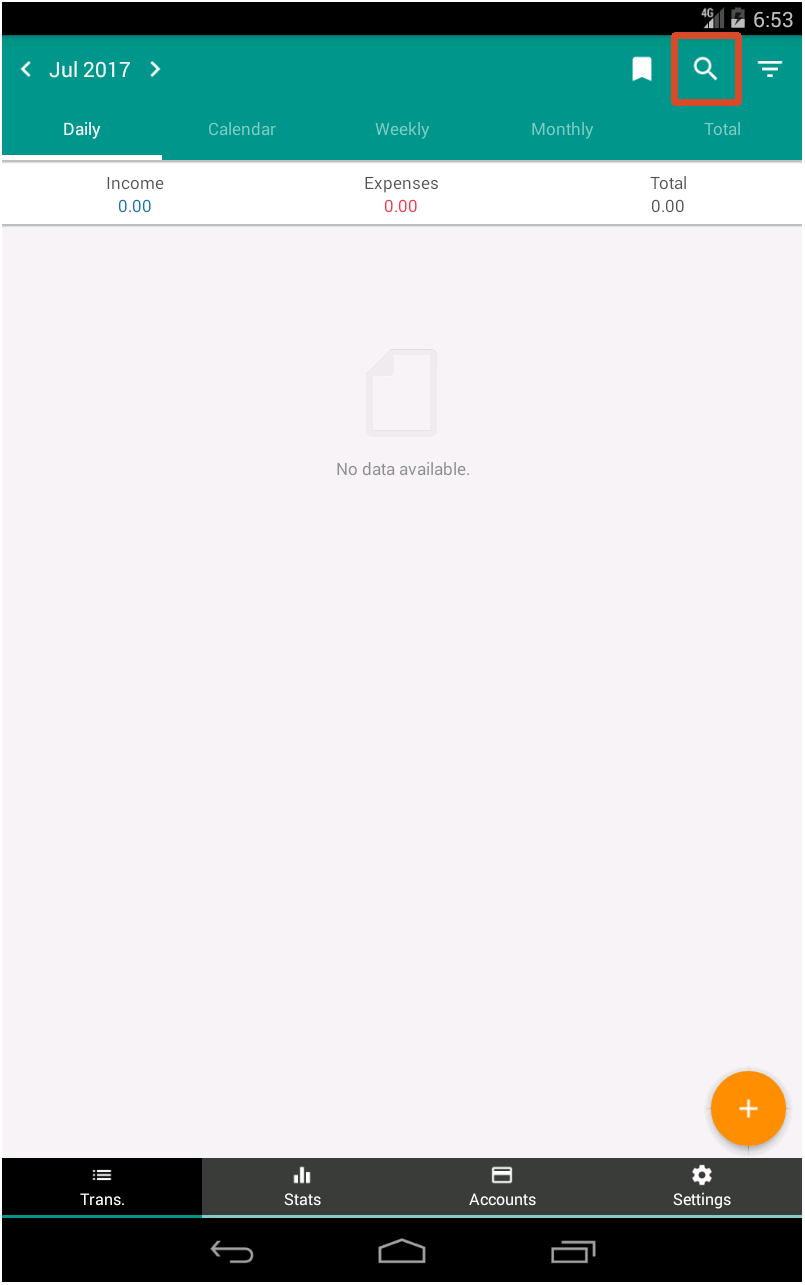 4G 6:53
Jul 2017
Daily Calendar Weekly Monthly Total
Income Expenses Total
0.00 0.00 0.00
No data available.
Trans. Stats Accounts Settings